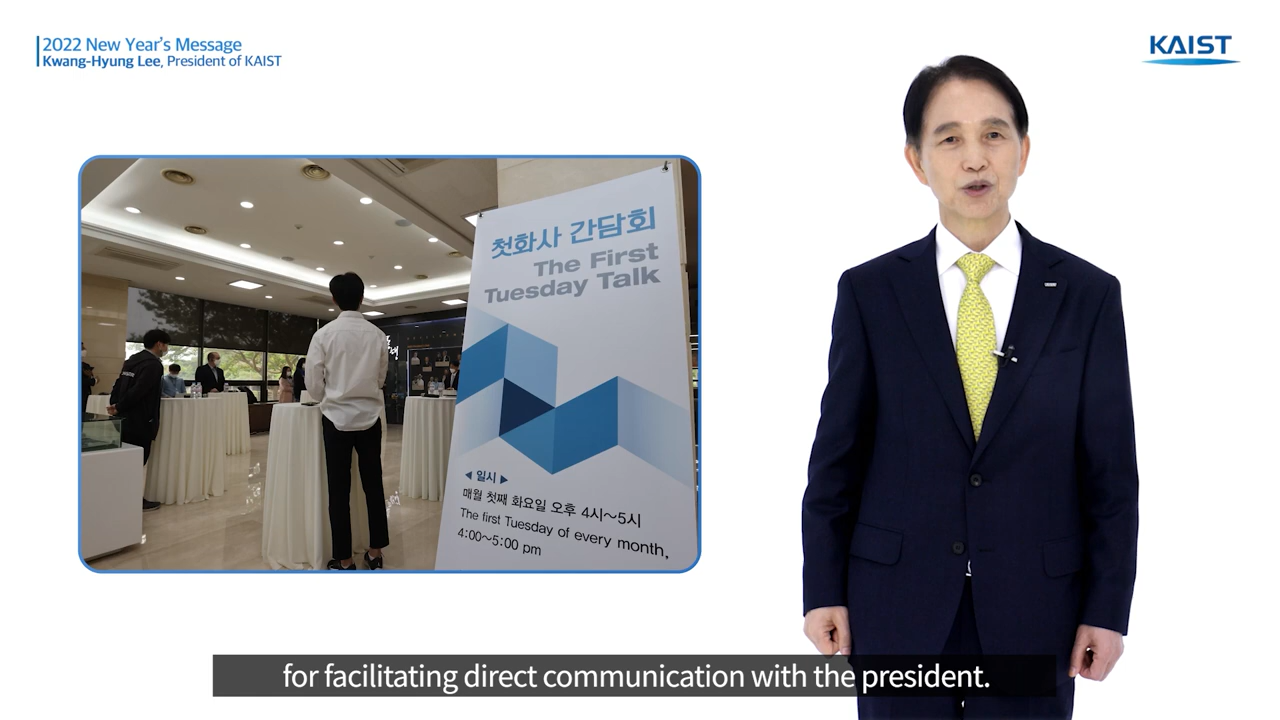 2022 New Year's Message
Kwang-Hyung Lee, President of KAIST
KAIST
첫화사 간담회
The First
Tuesday Talk
◀ 일시 ▶
매월 첫째 화요일 오후 4시~5시
The first Tuesday of every month,
4:00~5:00 pm
for facilitating direct communication with the president.